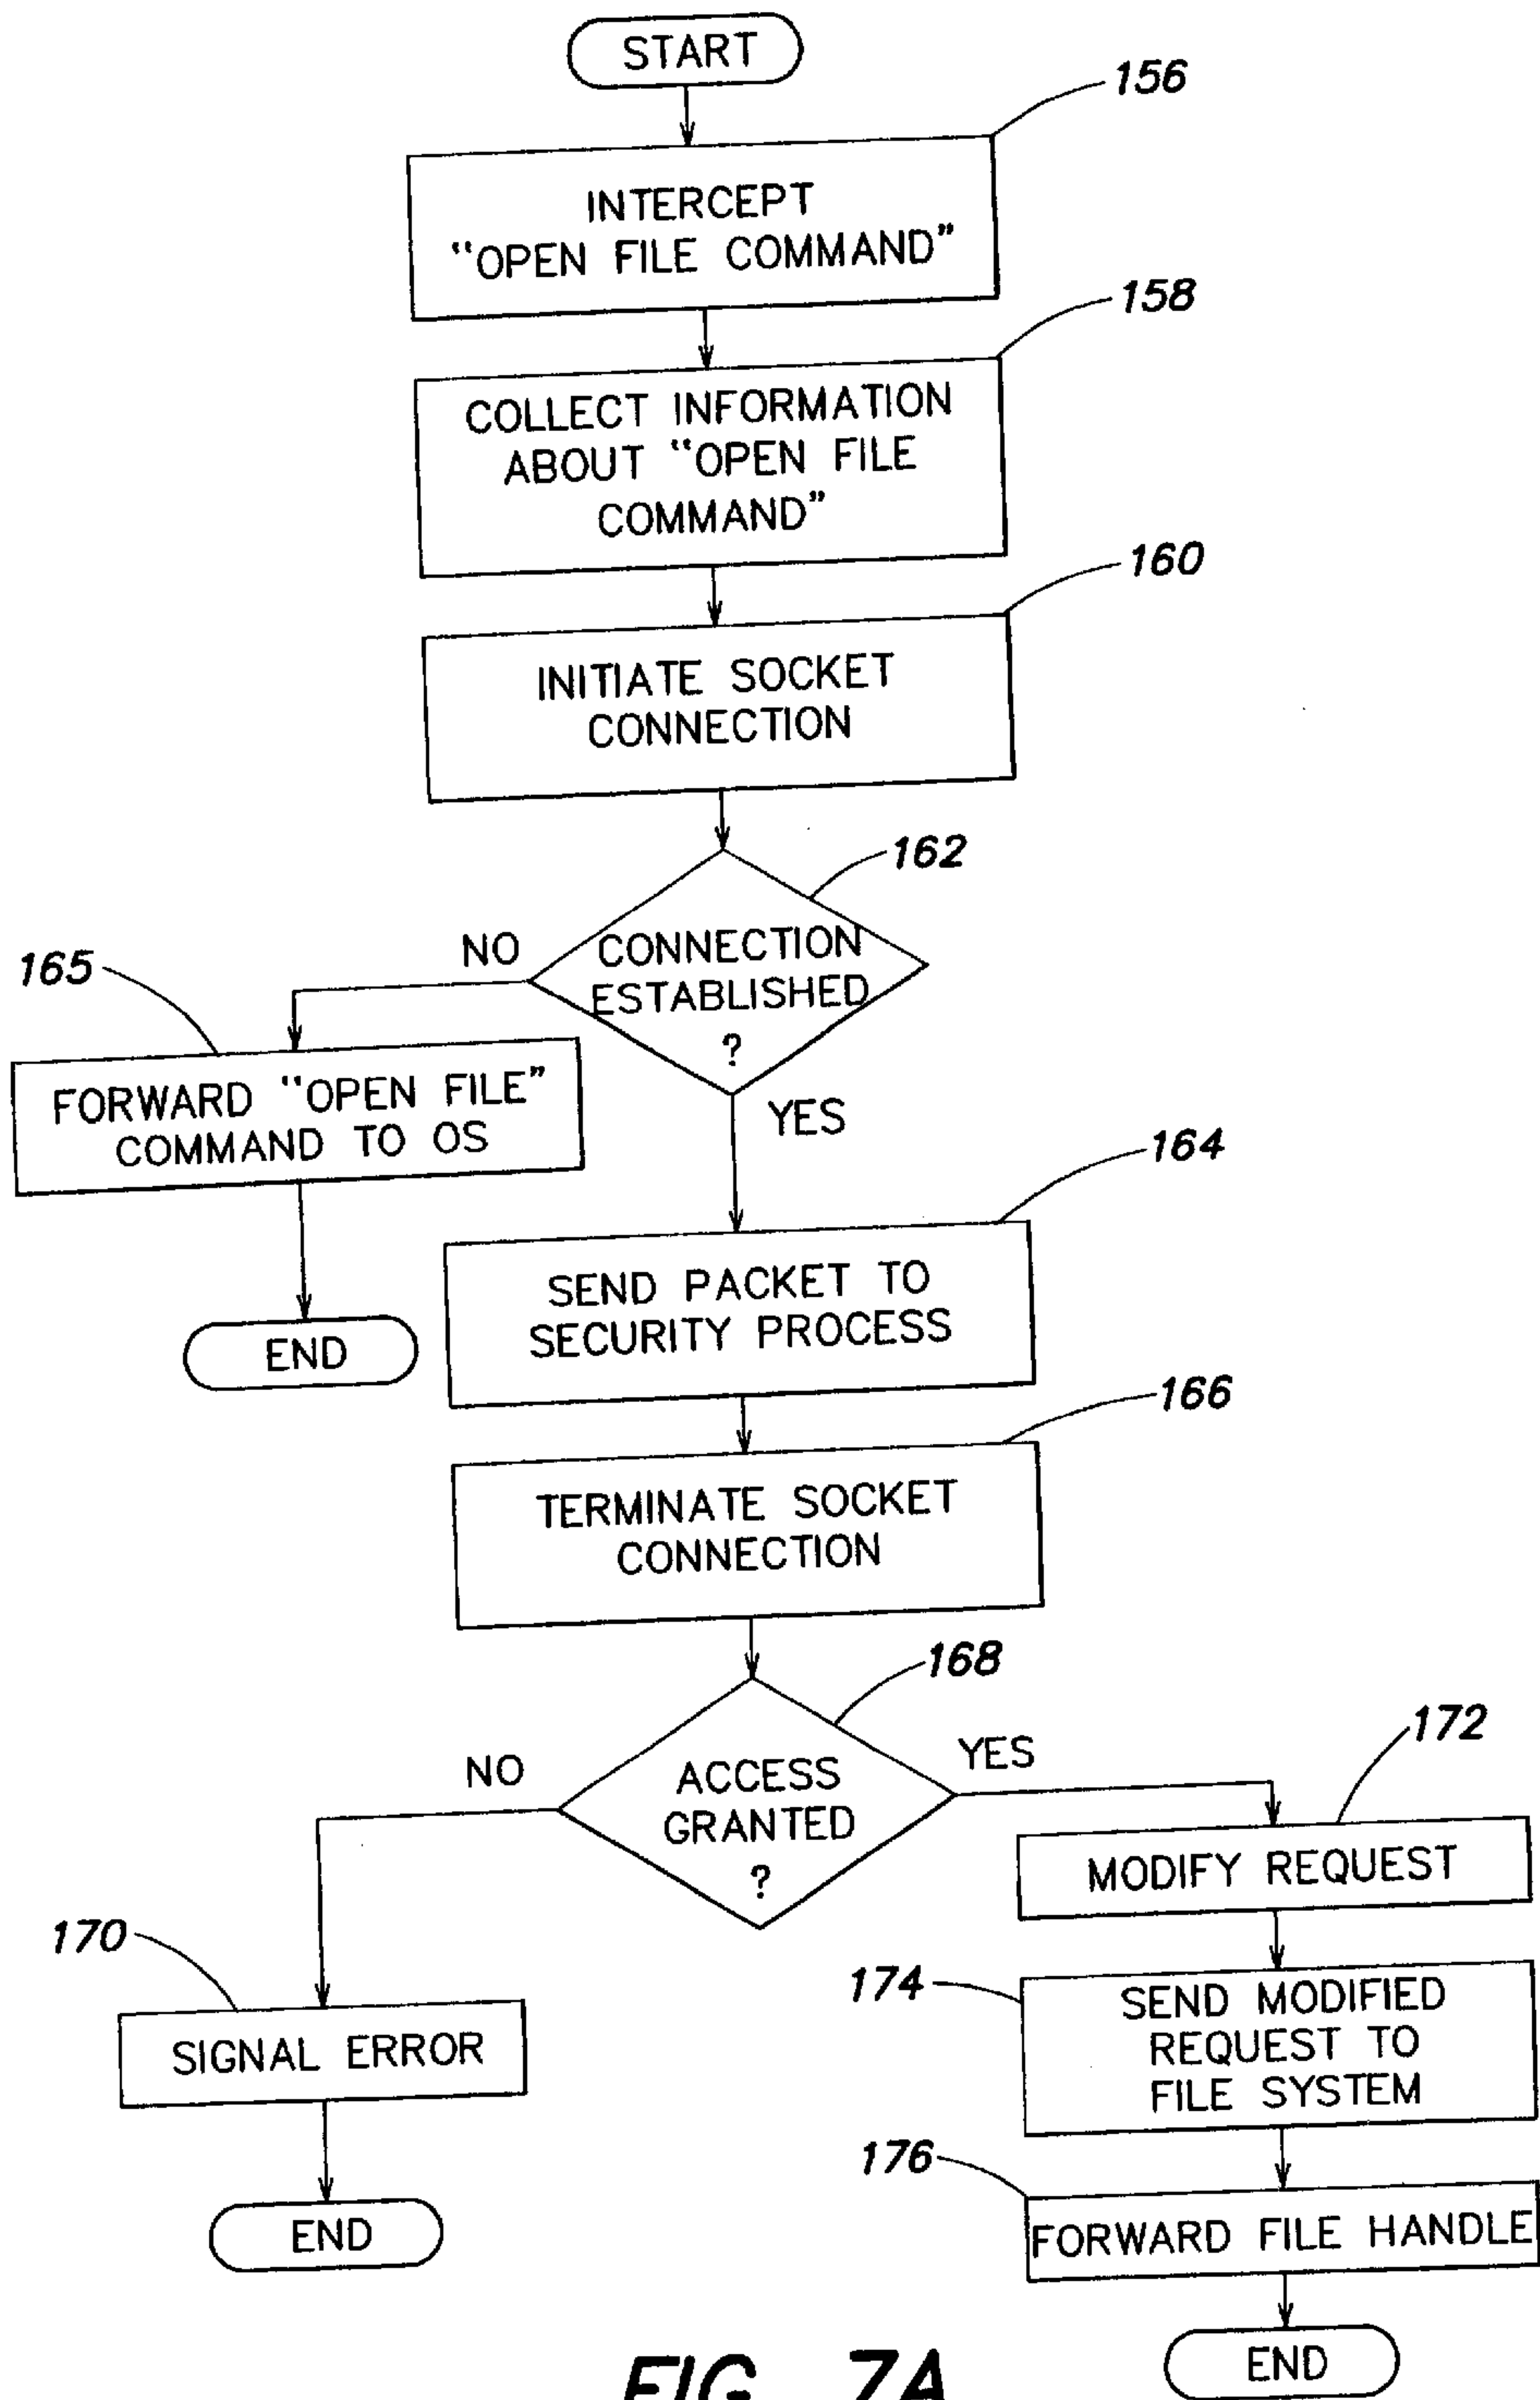 START
156
INTERCEPT
“OPEN FILE COMMAND”
158
COLLECT INFORMATION
ABOUT “OPEN FILE
COMMAND”
160
INITIATE SOCKET
CONNECTION
162
NO
CONNECTION
ESTABLISHED
?
165
FORWARD “OPEN FILE”
COMMAND TO OS
YES
164
END
SEND PACKET TO
SECURITY PROCESS
166
TERMINATE SOCKET
CONNECTION
168
NO
ACCESS
GRANTED
?
YES
172
MODIFY REQUEST
170
SIGNAL ERROR
174
SEND MODIFIED
REQUEST TO
FILE SYSTEM
176
FORWARD FILE HANDLE
END
END
FIG. 7A